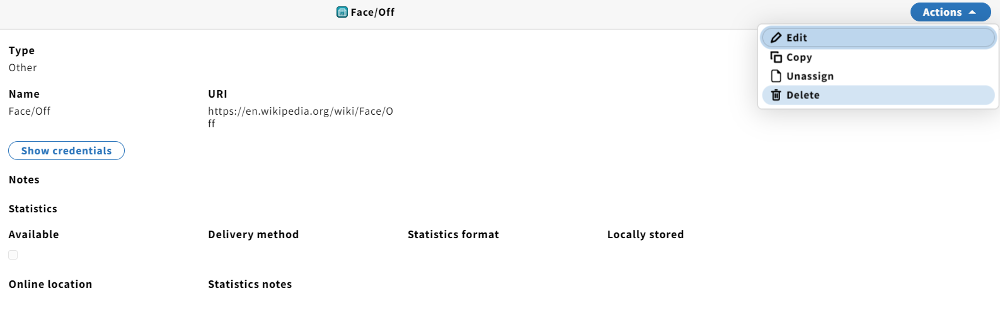 Face/Off
Actions
Edit
Copy
Unassign
Delete
Type
Other
Name
URI
Face/Off
https://en.wikipedia.org/wiki/Face/O
ff
Show credentials
Notes
Statistics
Available
Delivery method
Statistics format
Locally stored
Online location
Statistics notes